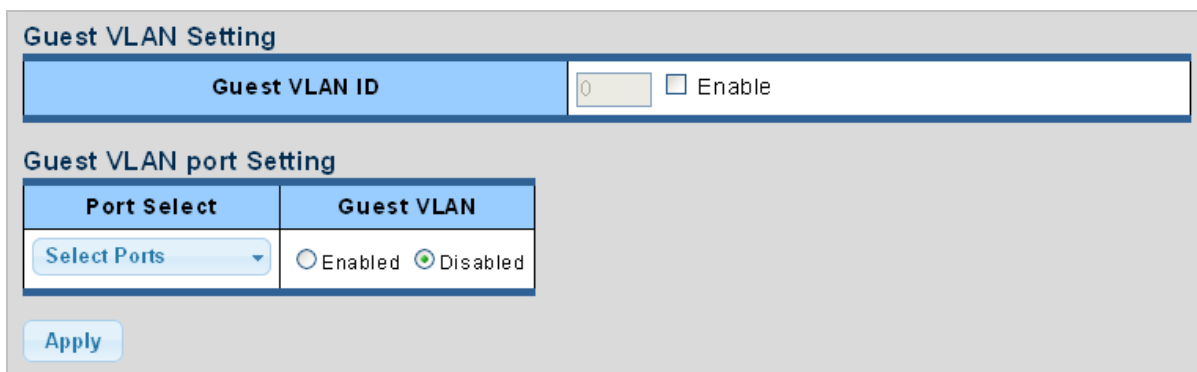 Guest VLAN Setting
Guest VLAN ID 0 Enable
Guest VLAN port Setting
Port Select Guest VLAN
Select Ports Enabled Disabled
Apply